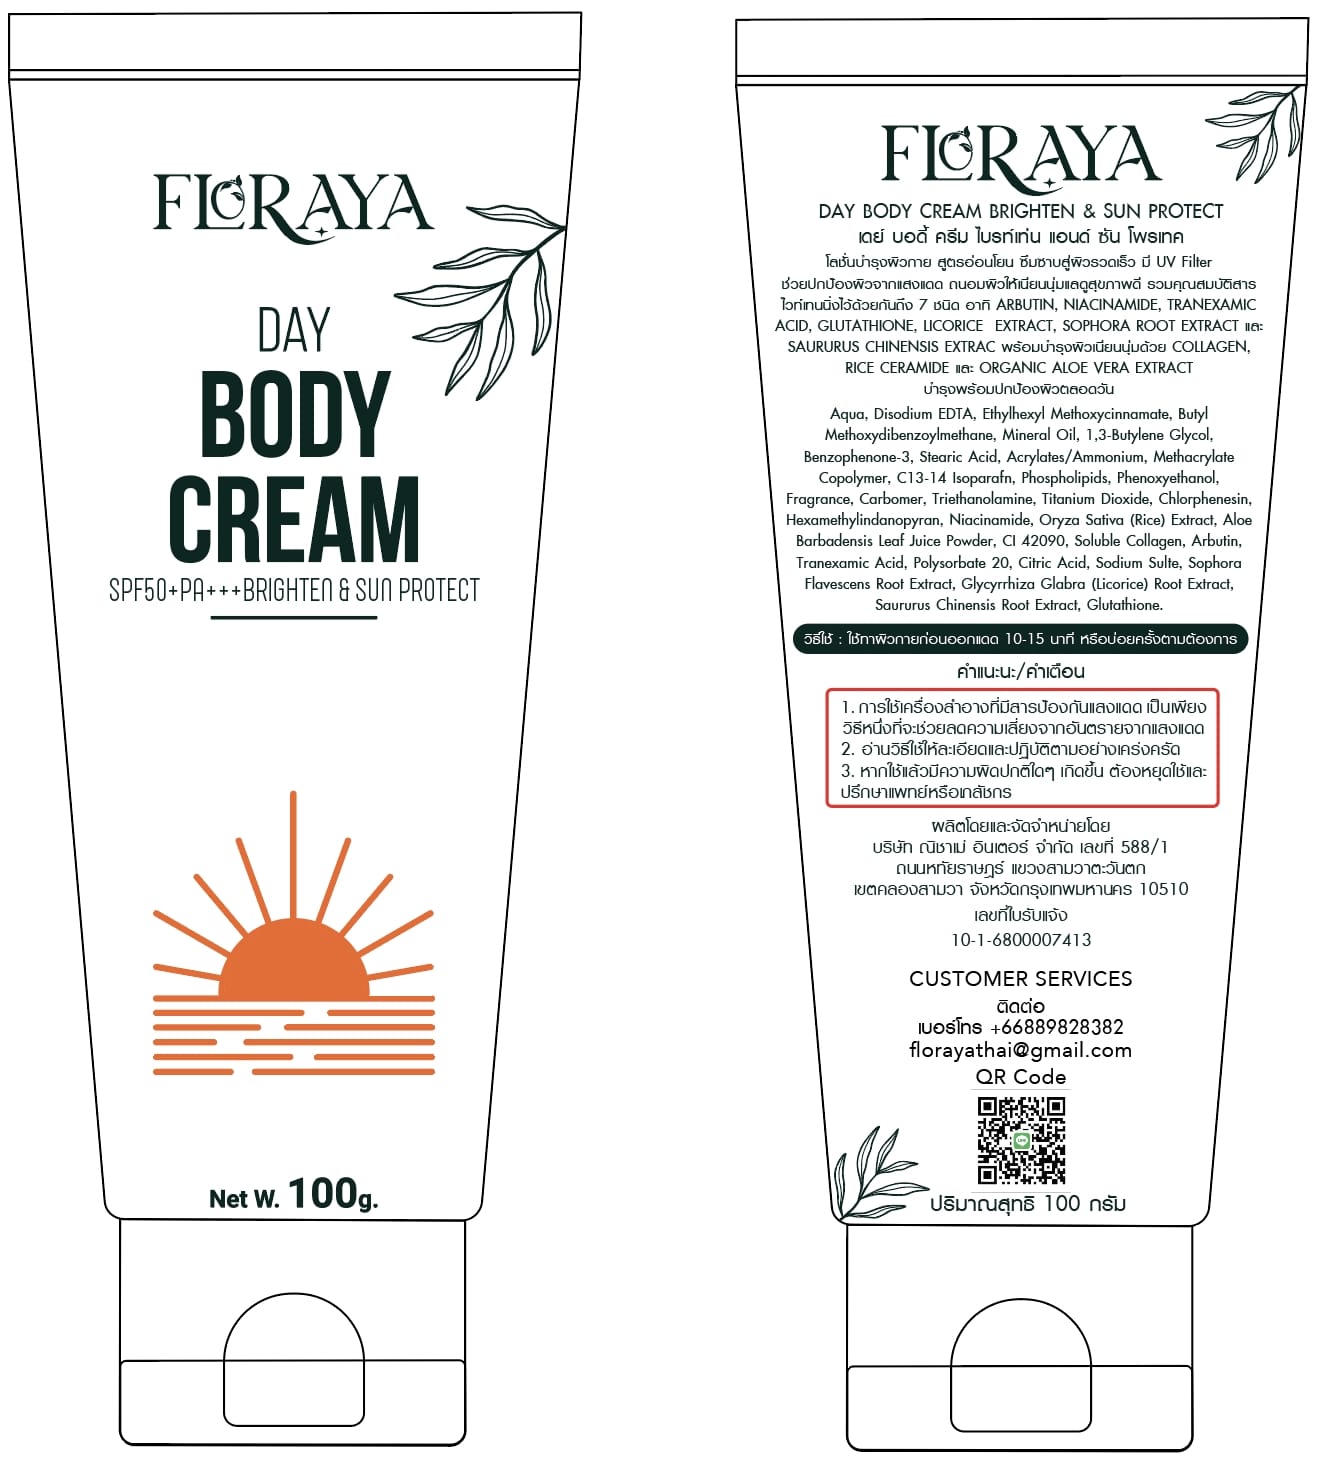 FLORAYA
DAY
BODY
CREAM
SPF50+PA+++BRIGHTEN & SUN PROTECT
Net W. 100g.
FLORAYA
DAY BODY CREAM BRIGHTEN & SUN PROTECT
เดย์ บอดี้ ครีม ไบรท์เท่น แอนด์ ซัน โพรเทค
โลชั่นบำรุงผิวกาย สูตรอ่อนโยน ซึมซาบสู่ผิวรวดเร็ว มี UV Filter
ช่วยปกป้องผิวจากแสงแดด ถนอมผิวให้เนียนนุ่มแลดูสุขภาพดี รวมคุณสมบัติสาร
ไวท์เทนนิ่งไว้ด้วยกันถึง 7 ชนิด อาทิ ARBUTIN, NIACINAMIDE, TRANEXAMIC
ACID, GLUTATHIONE, LICORICE EXTRACT, SOPHORA ROOT EXTRACT และ
SAURURUS CHINENSIS EXTRAC พร้อมบำรุงผิวเนียนนุ่มด้วย COLLAGEN,
RICE CERAMIDE และ ORGANIC ALOE VERA EXTRACT
บำรุงพร้อมปกป้องผิวตลอดวัน
Aqua, Disodium EDTA, Ethylhexyl Methoxycinnamate, Butyl
Methoxydibenzoylmethane, Mineral Oil, 1,3-Butylene Glycol,
Benzophenone-3, Stearic Acid, Acrylates/Ammonium, Methacrylate
Copolymer, C13-14 Isoparafn, Phospholipids, Phenoxyethanol,
Fragrance, Carbomer, Triethanolamine, Titanium Dioxide, Chlorphenesin,
Hexamethylindanopyran, Niacinamide, Oryza Sativa (Rice) Extract, Aloe
Barbadensis Leaf Juice Powder, CI 42090, Soluble Collagen, Arbutin,
Tranexamic Acid, Polysorbate 20, Citric Acid, Sodium Sulte, Sophora
Flavescens Root Extract, Glycyrrhiza Glabra (Licorice) Root Extract,
Saururus Chinensis Root Extract, Glutathione.
วิธีใช้ : ใช้ทาผิวกายก่อนออกแดด 10-15 นาที หรือบ่อยครั้งตามต้องการ
คำแนะนะ/คำเตือน
1. การใช้เครื่องสำอางที่มีสารป้องกันแสงแดด เป็นเพียง
วิธีหนึ่งที่จะช่วยลดความเสี่ยงจากอันตรายจากแสงแดด
2. อ่านวิธีใช้ให้ละเอียดและปฏิบัติตามอย่างเคร่งครัด
3. หากใช้แล้วมีความผิดปกติใดๆ เกิดขึ้น ต้องหยุดใช้และ
ปรึกษาแพทย์หรือเภสัชกร
ผลิตโดยและจัดจำหน่ายโดย
บริษัท ณิชาเม่ อินเตอร์ จำกัด เลขที่ 588/1
ถนนหทัยราษฎร์ แขวงสามวาตะวันตก
เขตคลองสามวา จังหวัดกรุงเทพมหานคร 10510
เลขที่ใบรับแจ้ง
10-1-6800007413
CUSTOMER SERVICES
ติดต่อ
เบอร์โทร +66889828382
florayathai@gmail.com
QR Code
ปริมาณสุทธิ 100 กรัม